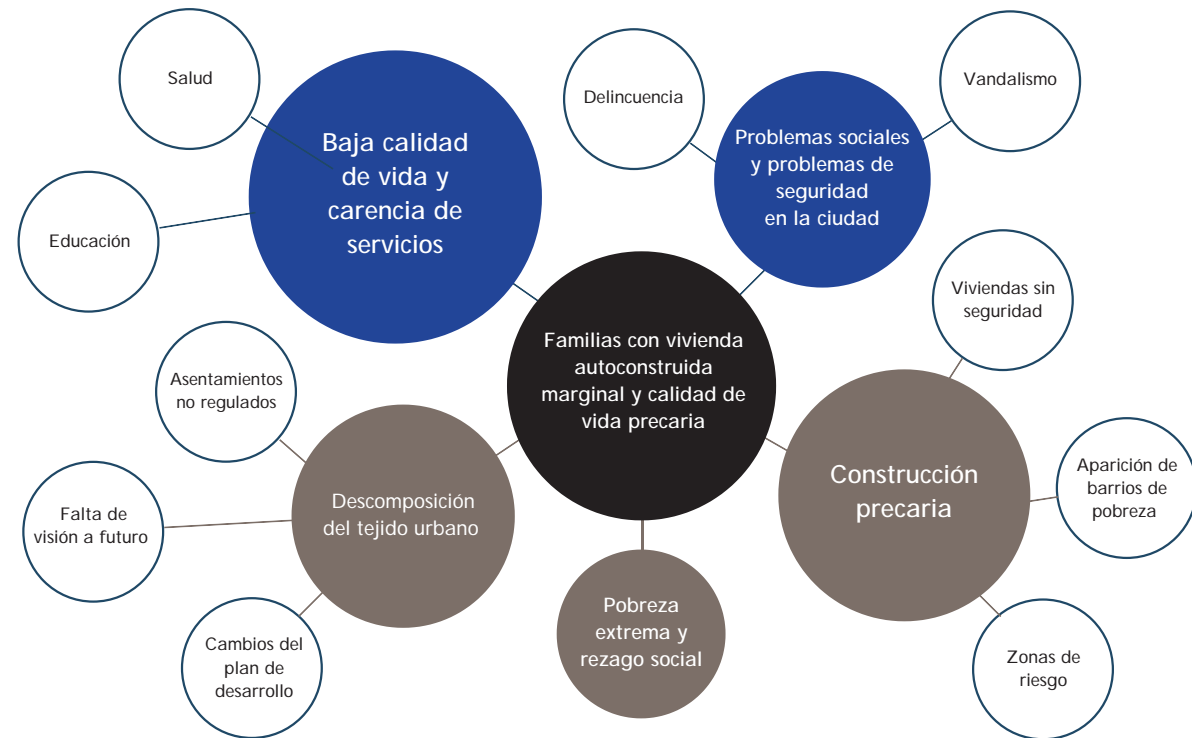 Salud
Baja calidad
de vida y
carencia de
servicios
Educación
Delincuencia
Problemas sociales
y problemas de
seguridad
en la ciudad
Vandalismo
Familias con vivienda
autoconstruida
marginal y calidad de
vida precaria
Viviendas sin
seguridad
Construcción
precaria
Aparición de
barrios de
pobreza
Zonas de
riesgo
Asentamientos
no regulados
Descomposición
del tejido urbano
Falta de
visión a futuro
Cambios del
plan de
desarrollo
Pobreza
extrema y
rezago social